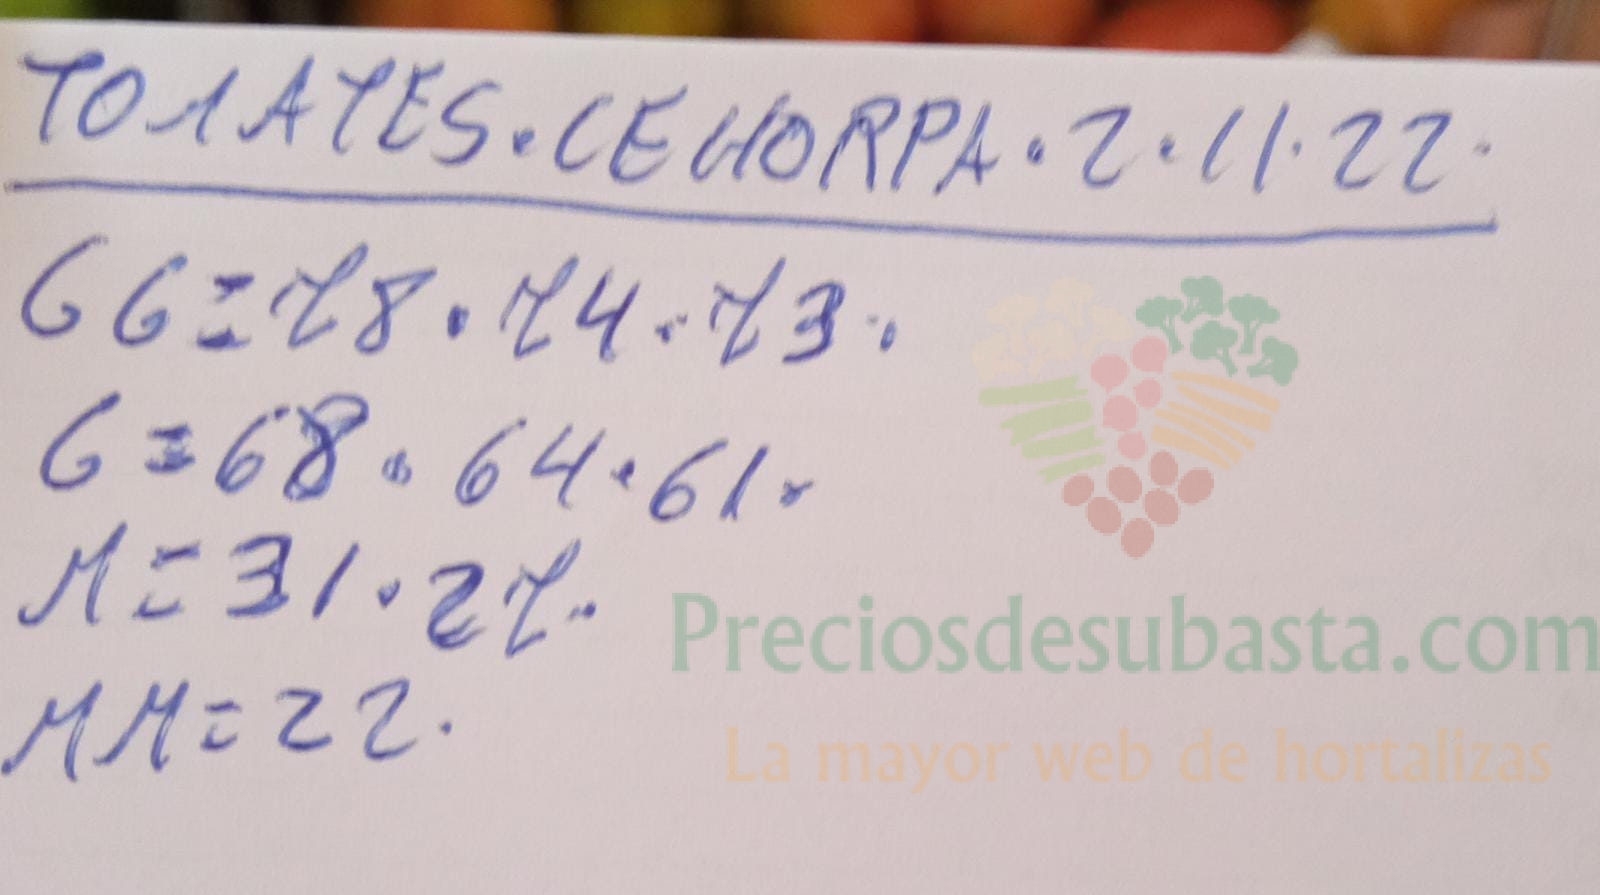 TOMATES.CEHORPA.2.11.22.
GG=78.74.73.
G=68.64.61.
M=31.27.
MM=22.
Preciosdesubasta.com
La mayor web de hortalizas